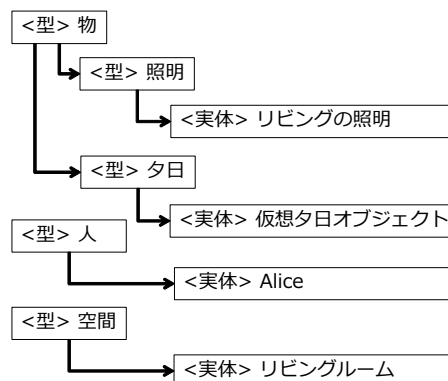 <型> 物
<型> 照明
<実体> リビングの照明
<型> 夕日
<実体> 仮想夕日オブジェクト
<型> 人
<実体> Alice
<型> 空間
<実体> リビングルーム